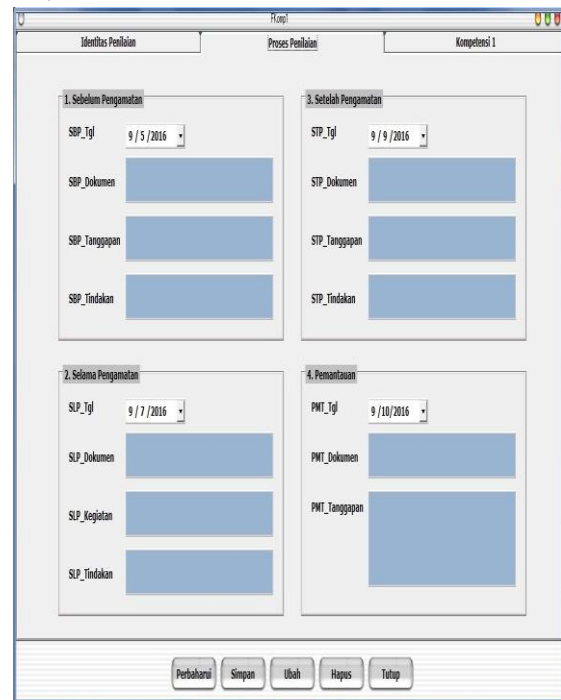 FKomp1
Identitas Penilaian
Proses Penilaian
Kompetensi 1
1. Sebelum Pengamatan
SBP_Tgl
9 / 5 /2016
SBP_Dokumen
SBP_Tanggapan
SBP_Tindakan
3. Setelah Pengamatan
STP_Tgl
9 / 9 /2016
STP_Dokumen
STP_Tanggapan
STP_Tindakan
2. Selama Pengamatan
SLP_Tgl
9 / 7 /2016
SLP_Dokumen
SLP_Kegiatan
SLP_Tindakan
4. Pemantauan
PMT_Tgl
9 /10/2016
PMT_Dokumen
PMT_Tanggapan
Perbaharui Simpan Ubah Hapus Tutup